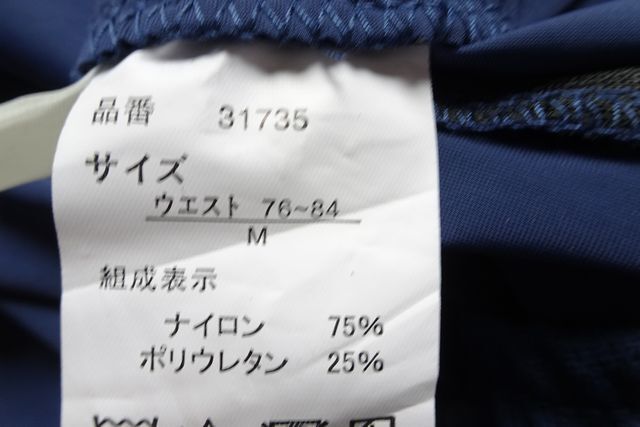 品番 31735
サイズ
ウエスト 76~84
M
組成表示
ナイロン 75%
ポリウレタン 25%